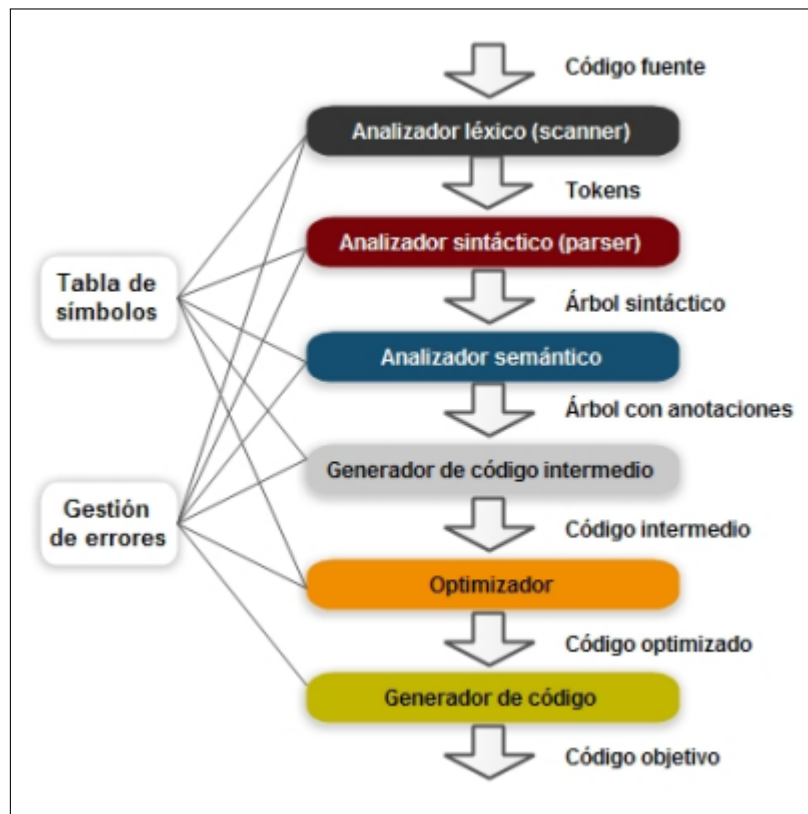 Código fuente
Analizador léxico (scanner)
Tokens
Analizador sintáctico (parser)
Tabla de
símbolos
Árbol sintáctico
Analizador semántico
Árbol con anotaciones
Generador de código intermedio
Gestión
de errores
Código intermedio
Optimizador
Código optimizado
Generador de código
Código objetivo